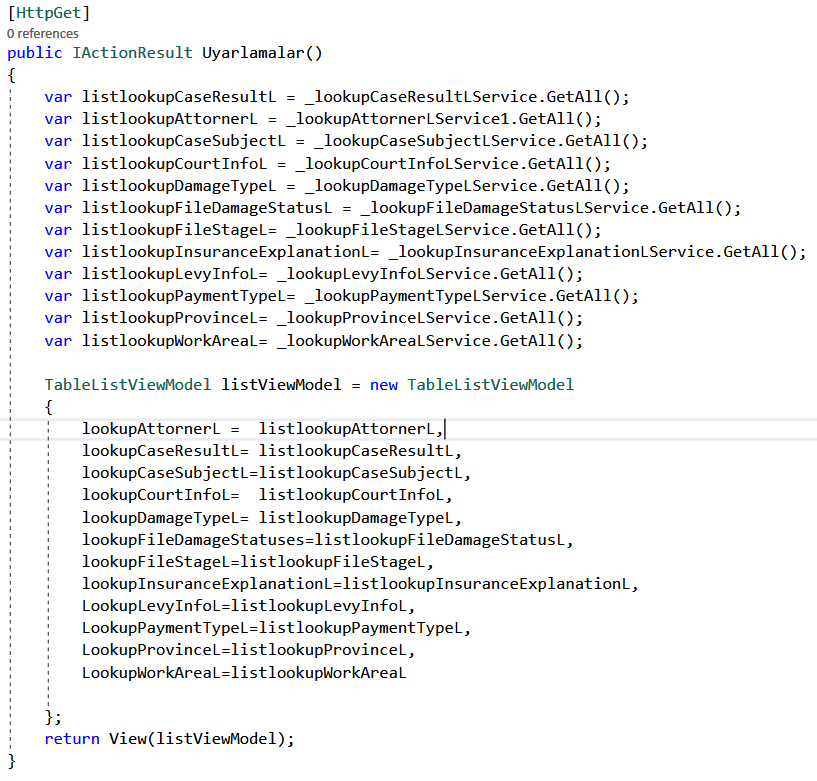 [HttpGet]
0 references
public IActionResult Uyarlamalar()
{
var listlookupCaseResultL = _lookupCaseResultLService.GetAll();
var listlookupAttornerL = _lookupAttornerLService1.GetAll();
var listlookupCaseSubjectL = _lookupCaseSubjectLService.GetAll();
var listlookupCourtInfoL = _lookupCourtInfoLService.GetAll();
var listlookupDamageTypeL = _lookupDamageTypeLService.GetAll();
var listlookupFileDamageStatusL = _lookupFileDamageStatusLService.GetAll();
var listlookupFileStageL= _lookupFileStageLService.GetAll();
var listlookupInsuranceExplanationL= _lookupInsuranceExplanationLService.GetAll();
var listlookupLevyInfoL= _lookupLevyInfoLService.GetAll();
var listlookupPaymentTypeL= _lookupPaymentTypeLService.GetAll();
var listlookupProvinceL= _lookupProvinceLService.GetAll();
var listlookupWorkAreaL= _lookupWorkAreaLService.GetAll();
TableListViewModel listViewModel = new TableListViewModel
{
lookupAttornerL =  listlookupAttornerL,
lookupCaseResultL= listlookupCaseResultL,
lookupCaseSubjectL=listlookupCaseSubjectL,
lookupCourtInfoL=  listlookupCourtInfoL,
lookupDamageTypeL= listlookupDamageTypeL,
lookupFileDamageStatuses=listlookupFileDamageStatusL,
lookupFileStageL=listlookupFileStageL,
lookupInsuranceExplanationL=listlookupInsuranceExplanationL,
LookupLevyInfoL=listlookupLevyInfoL,
LookupPaymentTypeL=listlookupPaymentTypeL,
LookupProvinceL=listlookupProvinceL,
LookupWorkAreaL=listlookupWorkAreaL
};
return View(listViewModel);
}